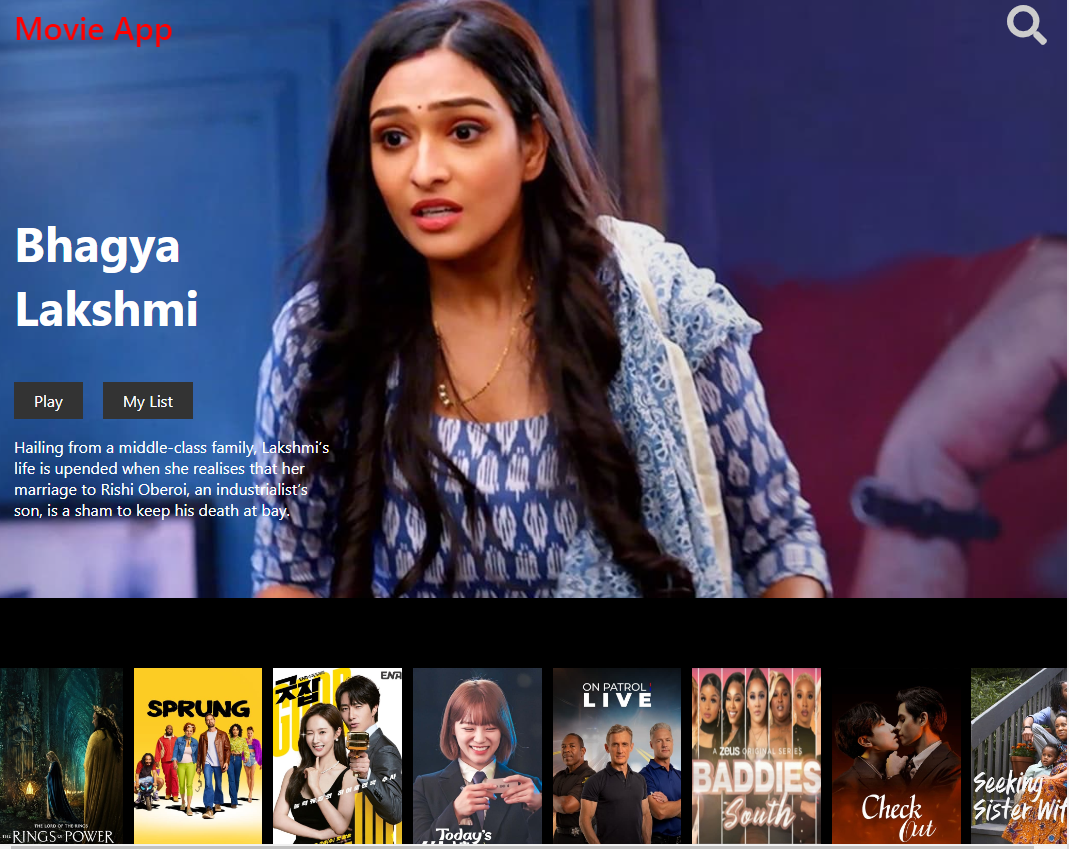 Movie App
Bhagya
Lakshmi
Play
My List
Hailing from a middle-class family, Lakshmi's
life is upended when she realises that her
marriage to Rishi Oberoi, an industrialist's
son, is a sham to keep his death at bay.
THE LORD OF THE RINGS
THE RINGS OF POWER
SPRUNG
굿잡
ENA
Today's
ON PATROL
LIVE
A ZEUS ORIGINAL SERIES
BADDIES
South
Check
Out
Seeking
Sister Wif